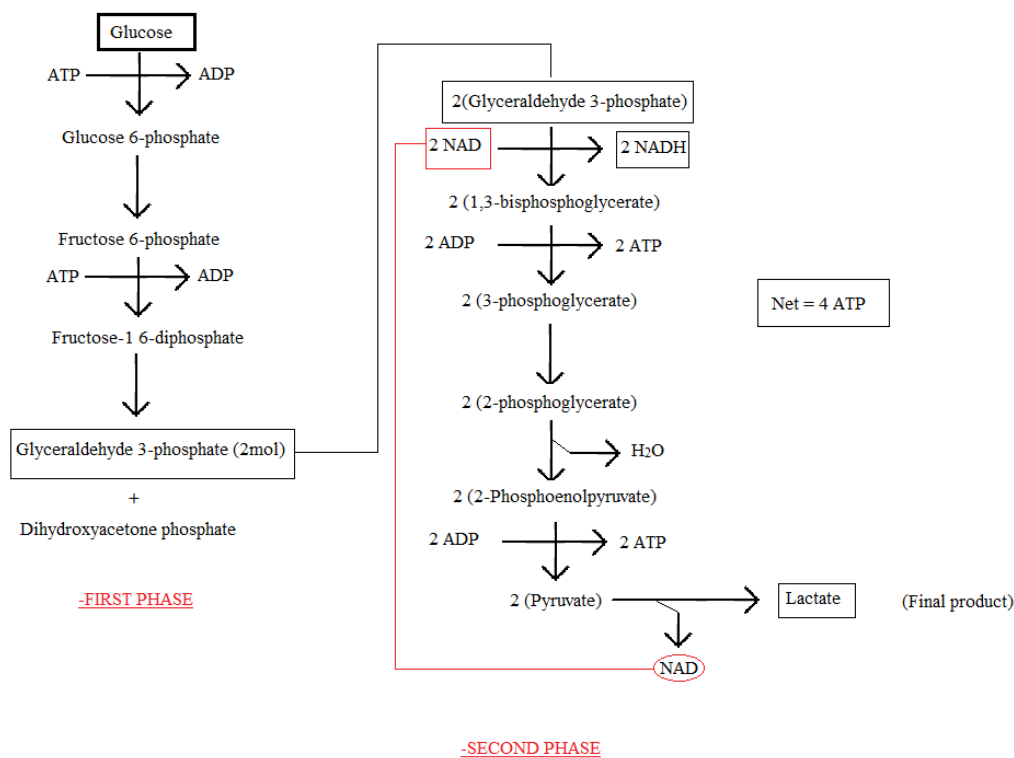 Glucose
ATP
ADP
Glucose 6-phosphate
Fructose 6-phosphate
ATP
ADP
Fructose-1 6-diphosphate
Glyceraldehyde 3-phosphate (2mol)
+
Dihydroxyacetone phosphate
-FIRST PHASE
2(Glyceraldehyde 3-phosphate)
2 NAD
2 NADH
2 (1,3-bisphosphoglycerate)
2 ADP
2 ATP
2 (3-phosphoglycerate)
Net = 4 ATP
2 (2-phosphoglycerate)
H2O
2 (2-Phosphoenolpyruvate)
2 ADP
2 ATP
2 (Pyruvate)
Lactate
(Final product)
NAD
-SECOND PHASE